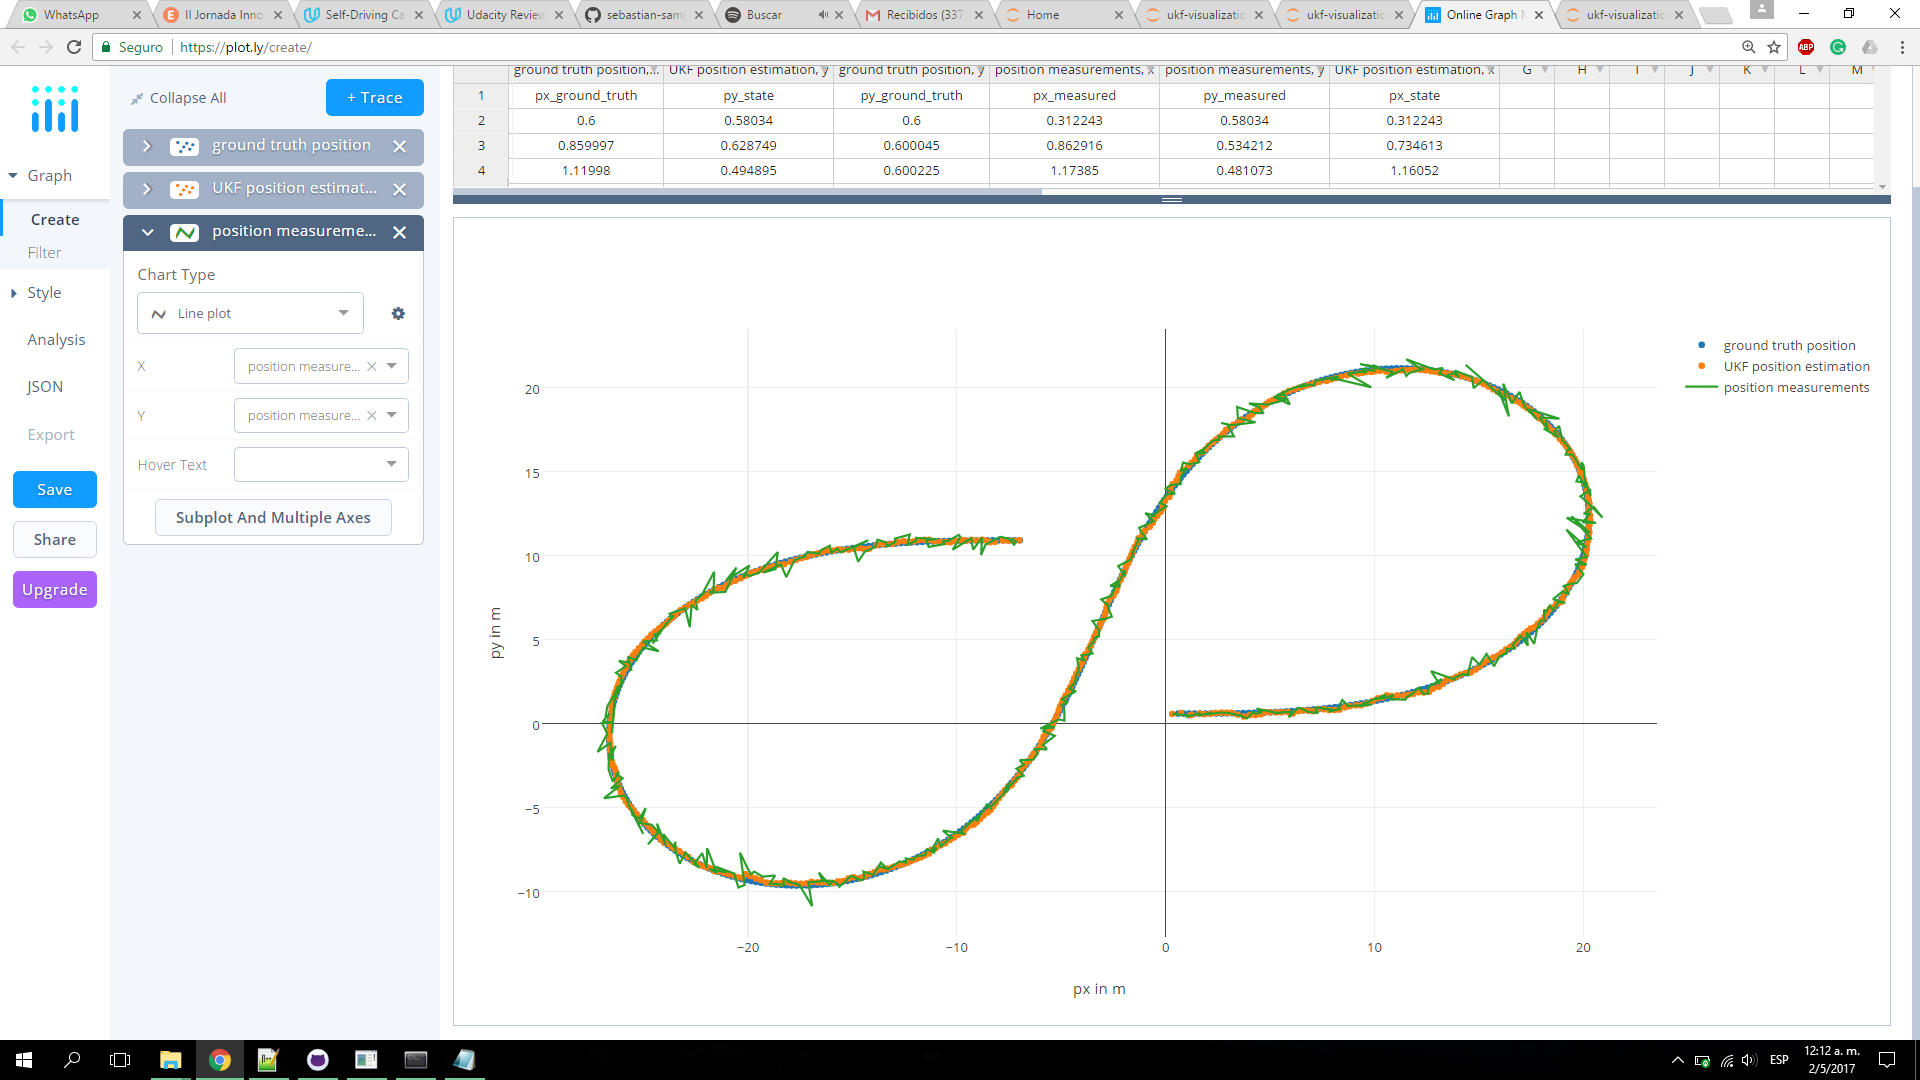 WhatsApp
II Jornada Inno
Self-Driving Ca
Udacity Review
sebastian-sam
Buscar
Recibidos (337
Home
ukf-visualizatio
ukf-visualizatio
Online Graph M
ukf-visualizatio
Seguro https://plot.ly/create/
ABP
Graph
Create
Filter
Style
Analysis
JSON
Export
Save
Share
Upgrade
Collapse All
+ Trace
ground truth position
UKF position estimat...
position measureme...
Chart Type
Line plot
X position measure...
Y position measure...
Hover Text
Subplot And Multiple Axes
ground truth position,... UKF position estimation, y ground truth position, y position measurements, x position measurements, y UKF position estimation, x G H I J K L M
1 px_ground_truth py_state py_ground_truth px_measured py_measured px_state
2 0.6 0.58034 0.6 0.312243 0.58034 0.312243
3 0.859997 0.628749 0.600045 0.862916 0.534212 0.734613
4 1.11998 0.494895 0.600225 1.17385 0.481073 1.16052
ground truth position
UKF position estimation
position measurements
20
15
10
5
0
−5
−10
py in m
−20 −10 0 10 20
px in m
ESP
12:12 a. m.
2/5/2017